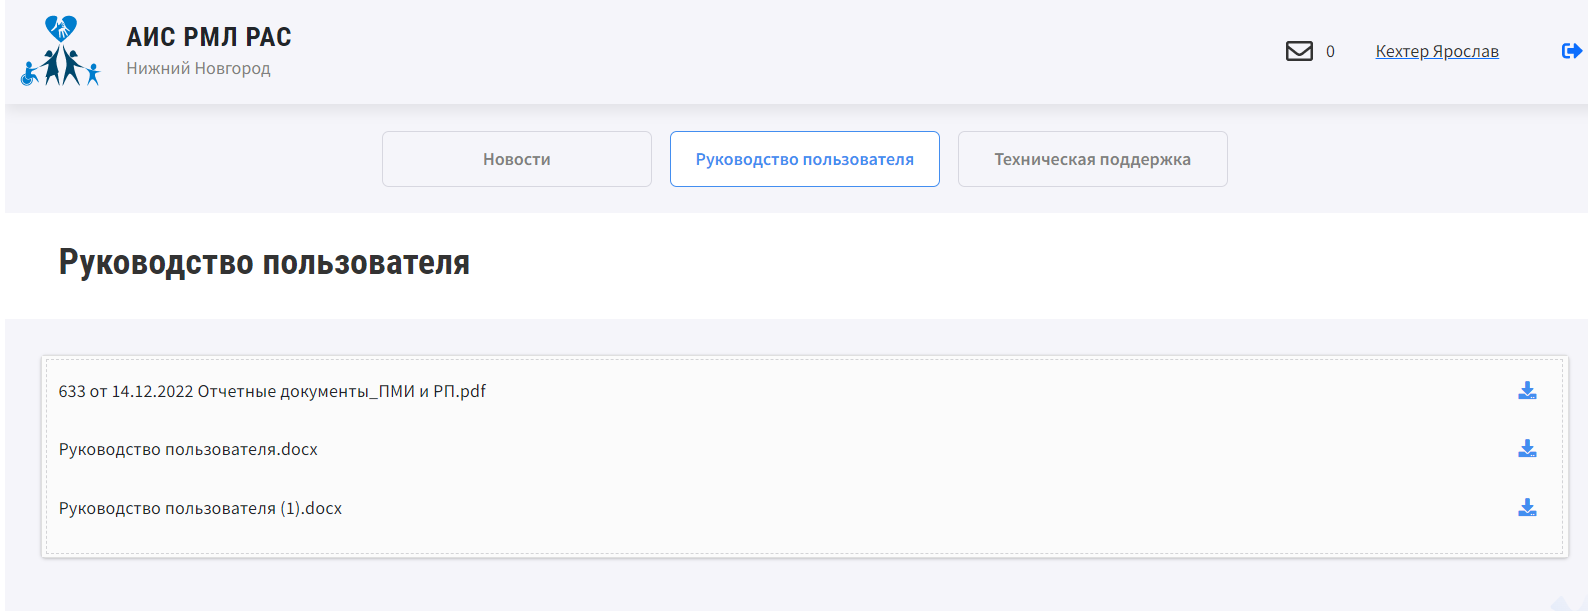 АИС РМЛ РАС
Нижний Новгород
0
Кехтер Ярослав
Новости
Руководство пользователя
Техническая поддержка
Руководство пользователя
633 от 14.12.2022 Отчетные документы_ПМИ и РП.pdf
Руководство пользователя.docx
Руководство пользователя (1).docx